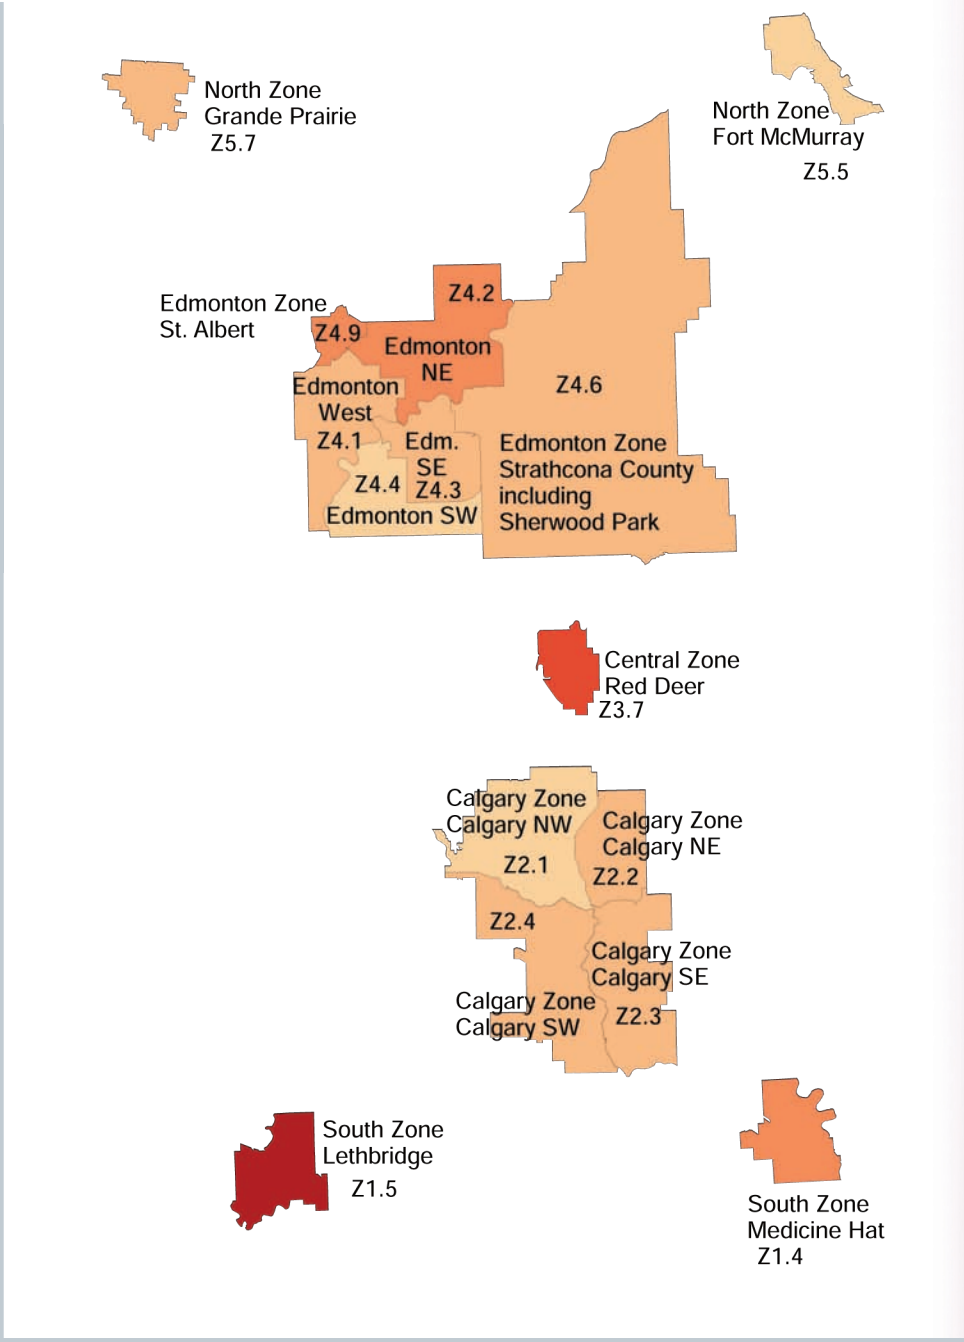 North Zone
Grande Prairie
Z5.7
North Zone
Fort McMurray
Z5.5
Edmonton Zone
St. Albert
Z4.9
Z4.2
Edmonton
NE
Edmonton
West
Z4.1
Edm.
SE
Z4.3
Z4.4
Edmonton SW
Z4.6
Edmonton Zone
Strathcona County
including
Sherwood Park
Central Zone
Red Deer
Z3.7
Calgary Zone
Calgary NW
Z2.1
Calgary Zone
Calgary NE
Z2.2
Z2.4
Calgary Zone
Calgary SW
Calgary Zone
Calgary SE
Z2.3
South Zone
Lethbridge
Z1.5
South Zone
Medicine Hat
Z1.4